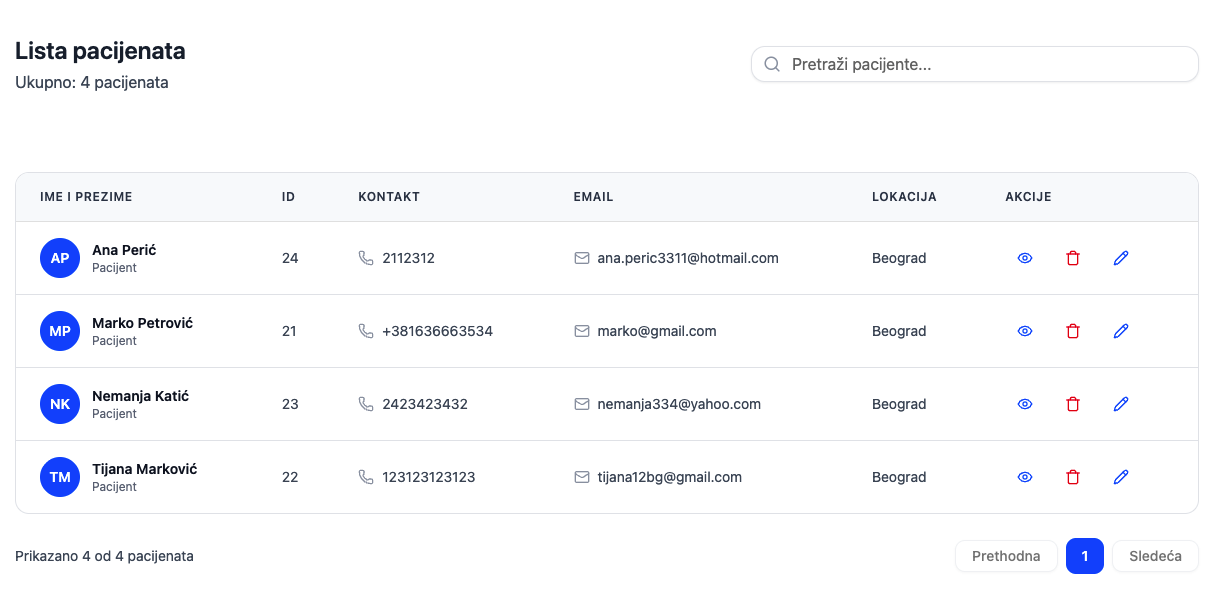 Lista pacijenata
Ukupno: 4 pacijenata
Pretraži pacijente...
IME I PREZIME ID KONTAKT EMAIL LOKACIJA AKCIJE
AP Ana Perić Pacijent 24 2112312 ana.peric3311@hotmail.com Beograd
MP Marko Petrović Pacijent 21 +381636663534 marko@gmail.com Beograd
NK Nemanja Katić Pacijent 23 2423423432 nemanja334@yahoo.com Beograd
TM Tijana Marković Pacijent 22 123123123123 tijana12bg@gmail.com Beograd
Prikazano 4 od 4 pacijenata
Prethodna 1 Sledeća